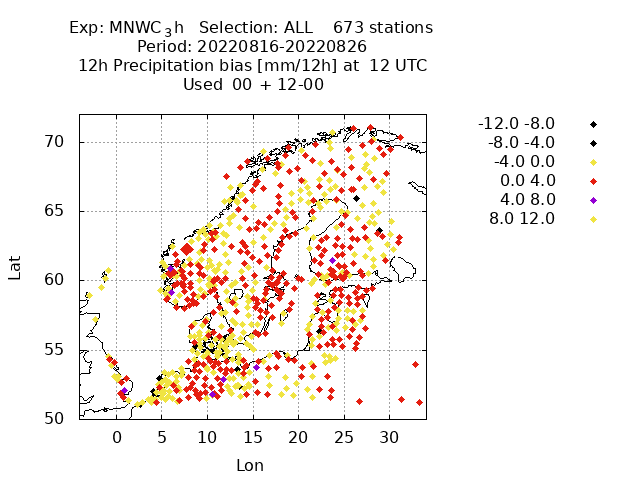 Exp: MNWC_3h Selection: ALL 673 stations
Period: 20220816-20220826
12h Precipitation bias [mm/12h] at 12 UTC
Used 00 + 12-00
-12.0 -8.0
-8.0 -4.0
-4.0 0.0
0.0 4.0
4.0 8.0
8.0 12.0
70
65
60
55
50
Lat
0 5 10 15 20 25 30
Lon